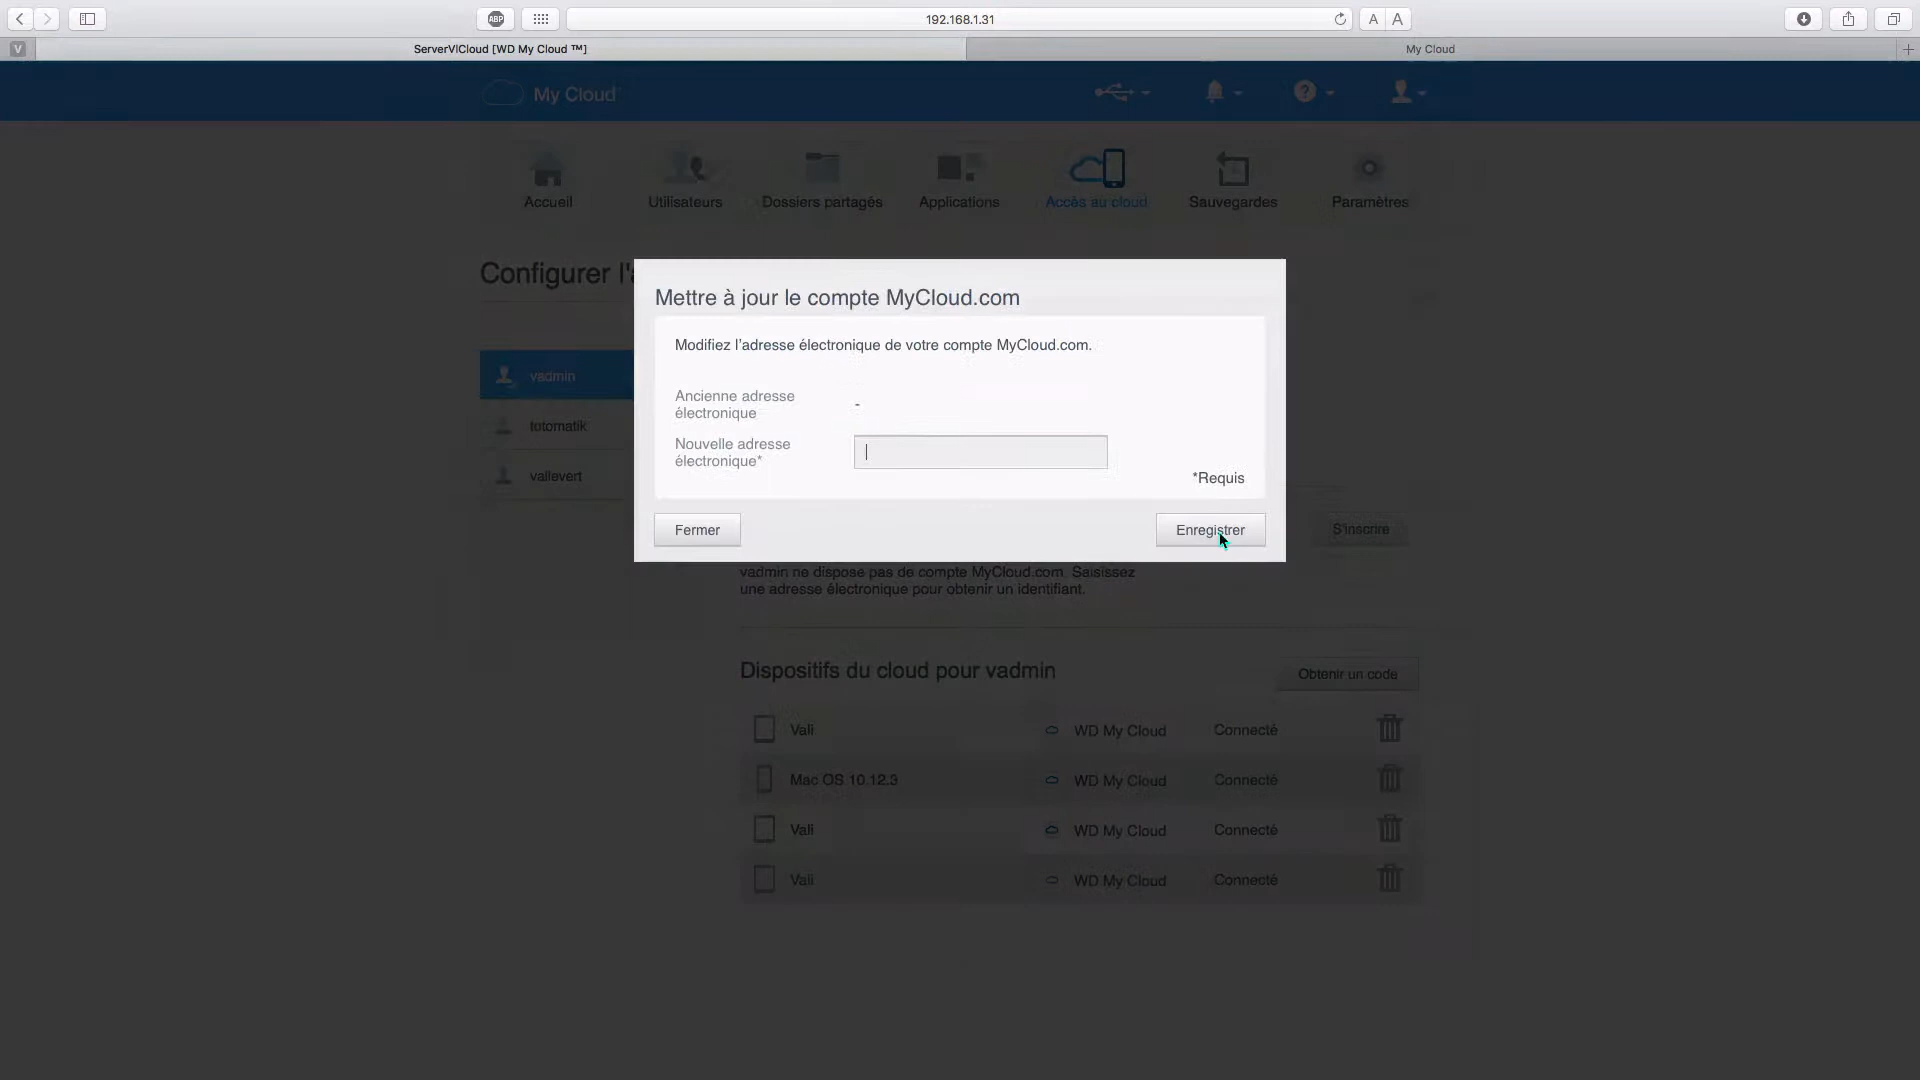 ABP
192.168.1.31
A A
V
ServerVlCloud [WD My Cloud ™]
My Cloud
My Cloud
Accueil
Utilisateurs
Dossiers partagés
Applications
Accès au cloud
Sauvegardes
Paramètres
Configurer l'
Mettre à jour le compte MyCloud.com
Modifiez l’adresse électronique de votre compte MyCloud.com.
Ancienne adresse
électronique
-
Nouvelle adresse
électronique*
*Requis
Fermer
Enregistrer
vadmin
totomatik
vallevert
S'inscrire
vadmin ne dispose pas de compte MyCloud.com. Saisissez
une adresse électronique pour obtenir un identifiant.
Dispositifs du cloud pour vadmin
Obtenir un code
Vali WD My Cloud Connecté
Mac OS 10.12.3 WD My Cloud Connecté
Vali WD My Cloud Connecté
Vali WD My Cloud Connecté